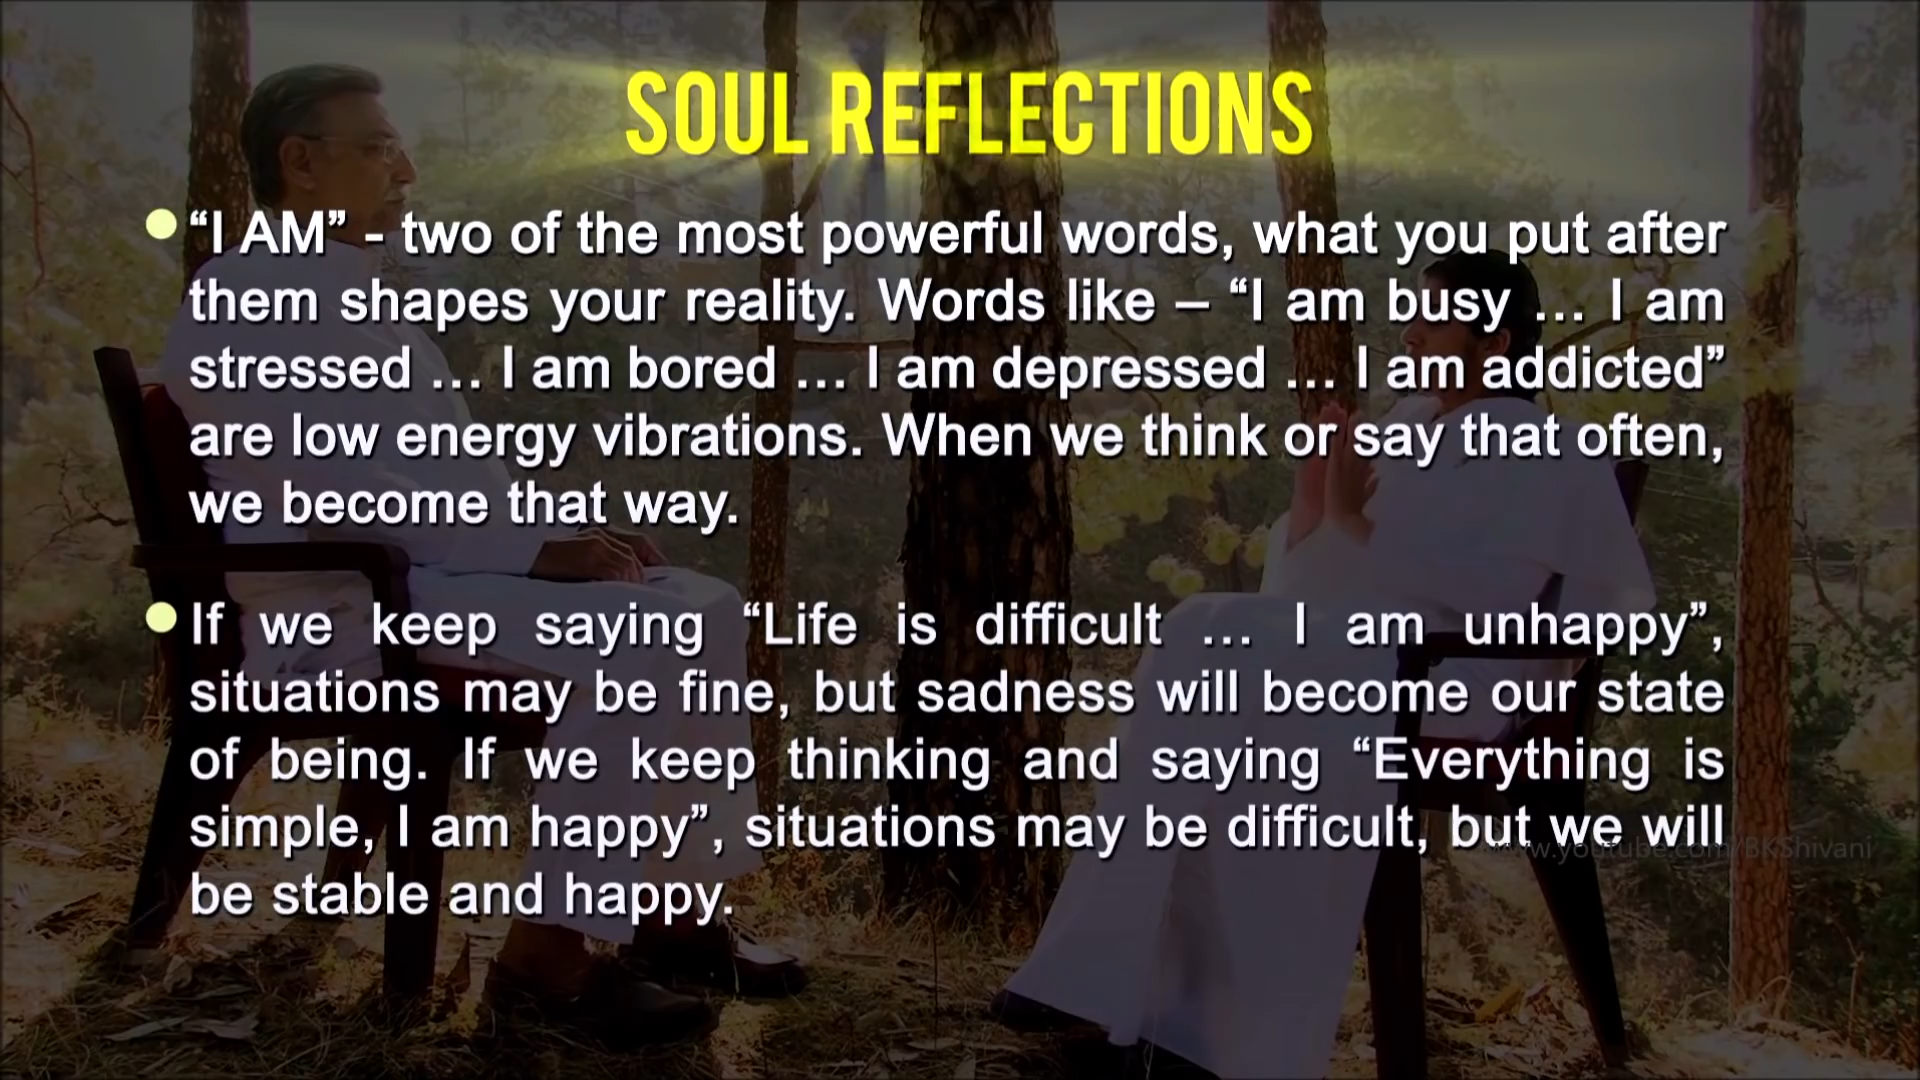 SOUL REFLECTIONS
• “I AM” - two of the most powerful words, what you put after
them shapes your reality. Words like – “I am busy ... I am
stressed ... I am bored ... I am depressed ... I am addicted”
are low energy vibrations. When we think or say that often,
we become that way.
• If we keep saying “Life is difficult ... I am unhappy”,
situations may be fine, but sadness will become our state
of being. If we keep thinking and saying “Everything is
simple, I am happy”, situations may be difficult, but we will
www.youtube.com/BKShivani
be stable and happy.